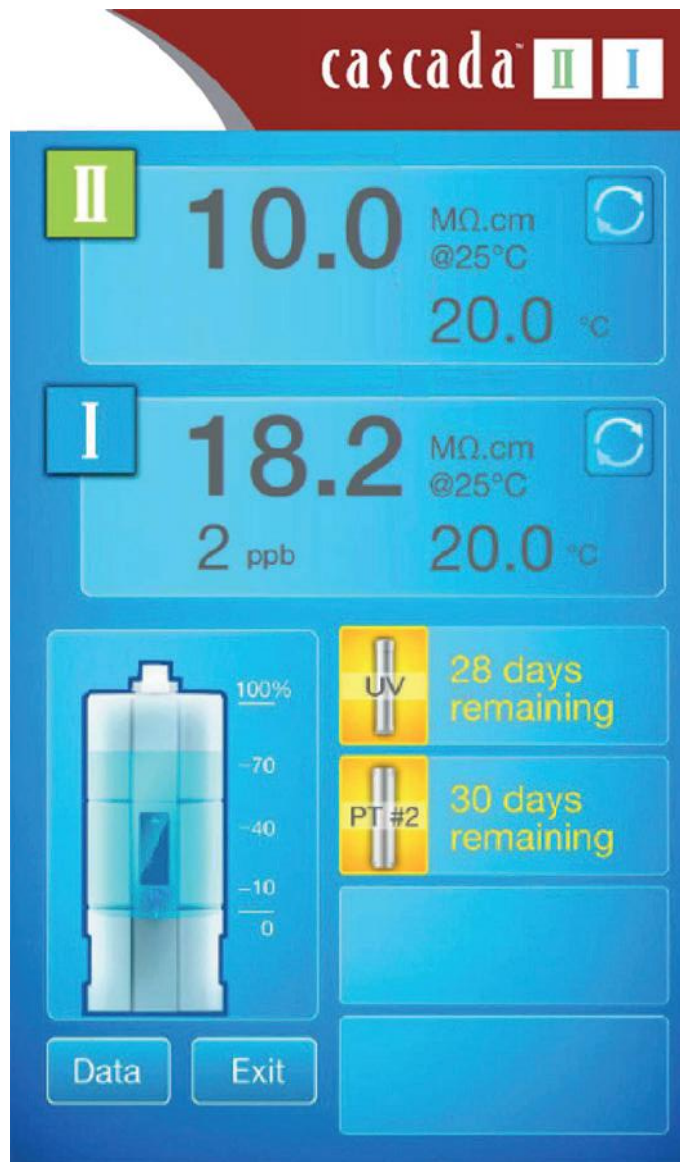 cascada™ II I
II
10.0 MΩ.cm
@25°C
20.0 °C
I
18.2 MΩ.cm
@25°C
2 ppb 20.0 °C
100%
-70
-40
-10
0
UV
28 days
remaining
PT #2
30 days
remaining
Data
Exit